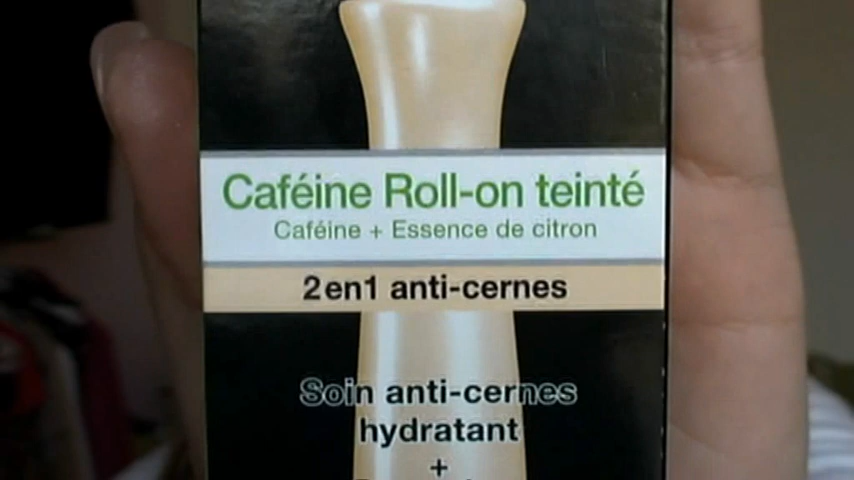 Caféine Roll-on teinté
Caféine + Essence de citron
2en1 anti-cernes
Soin anti-cernes
hydratant
+